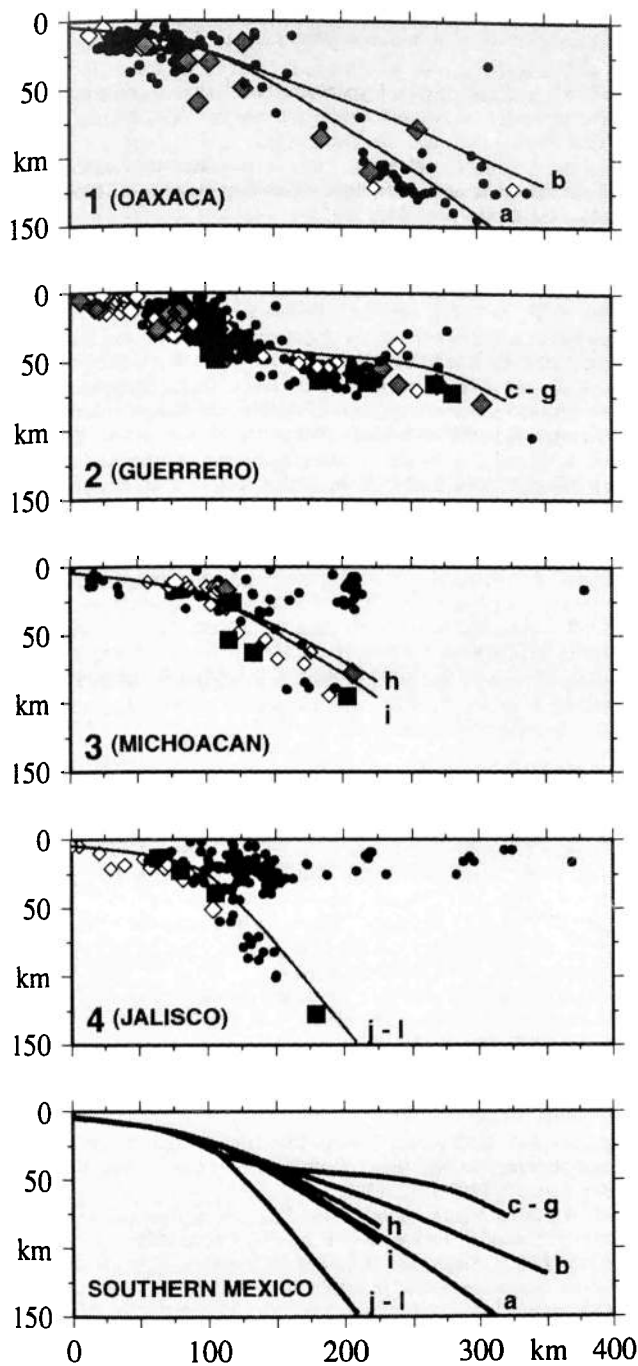 0
50
km
100
150
1 (OAXACA)
a
b
0
50
km
150
2 (GUERRERO)
c - g
0
50
km
150
3 (MICHOACAN)
h
i
0
50
km
150
4 (JALISCO)
j - l
0
50
km
150
SOUTHERN MEXICO
c - g
h
b
i
j - l
a
0 100 200 300 km 400